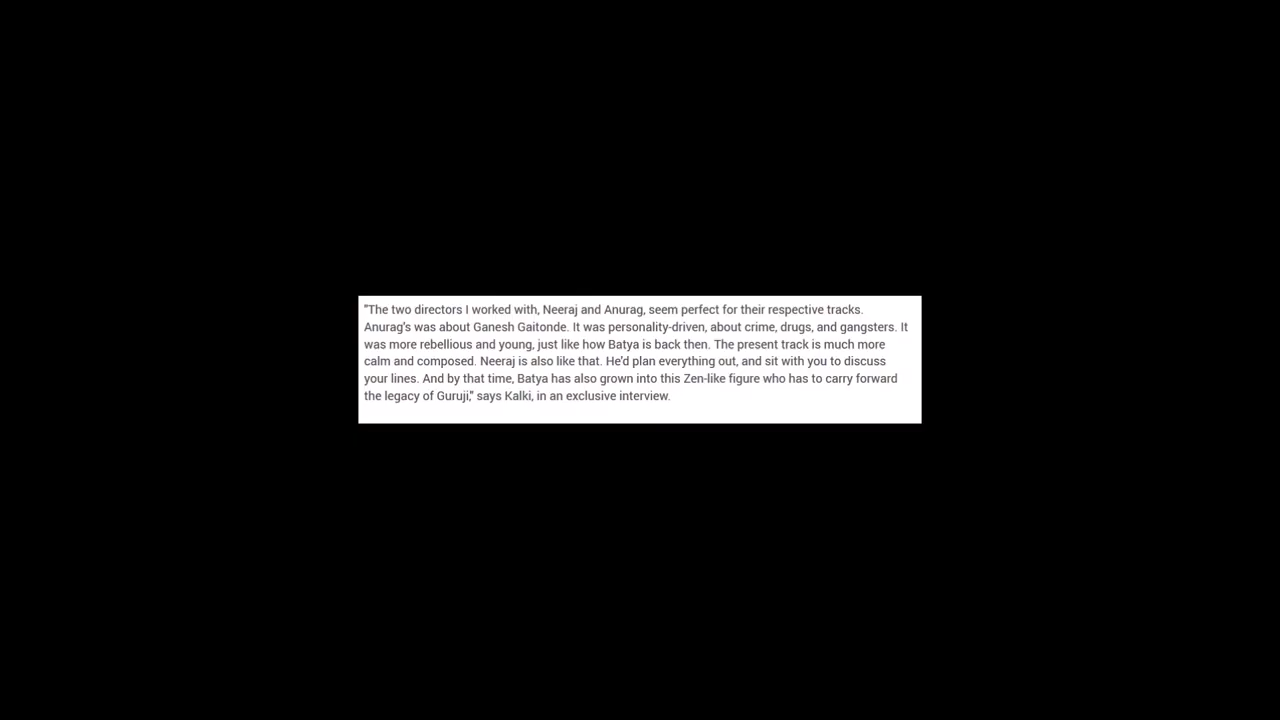 "The two directors I worked with, Neeraj and Anurag, seem perfect for their respective tracks.
Anurag's was about Ganesh Gaitonde. It was personality-driven, about crime, drugs, and gangsters. It
was more rebellious and young, just like how Batya is back then. The present track is much more
calm and composed. Neeraj is also like that. He'd plan everything out, and sit with you to discuss
your lines. And by that time, Batya has also grown into this Zen-like figure who has to carry forward
the legacy of Guruji," says Kalki, in an exclusive interview.